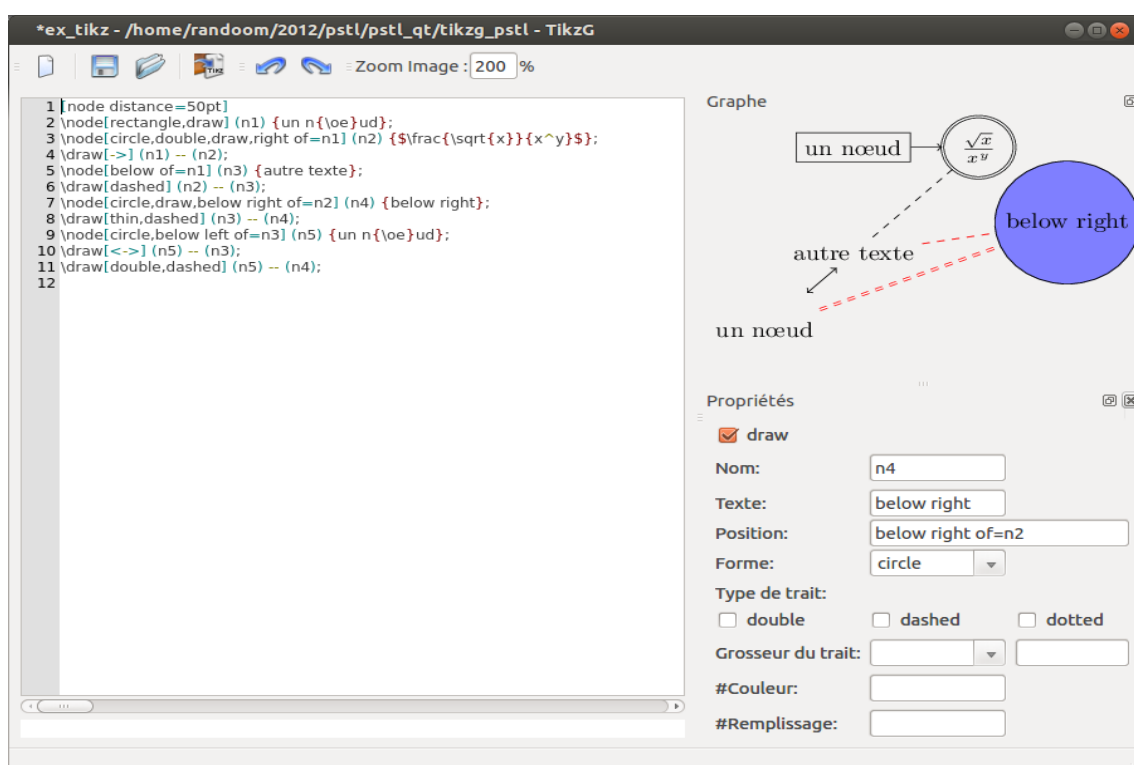 *ex_tikz - /home/randoom/2012/pstl/pstl_qt/tikzg_pstl - TikzG
TIKZ
Zoom Image : 200 %
1 [node distance=50pt]
2 \node[rectangle,draw] (n1) {un n{\oe}ud};
3 \node[circle,double,draw,right of=n1] (n2) {$\frac{\sqrt{x}}{x^y}$};
4 \draw[->] (n1) -- (n2);
5 \node[below of=n1] (n3) {autre texte};
6 \draw[dashed] (n2) -- (n3);
7 \node[circle,draw,below right of=n2] (n4) {below right};
8 \draw[thin,dashed] (n3) -- (n4);
9 \node[circle,below left of=n3] (n5) {un n{\oe}ud};
10 \draw[<->] (n5) -- (n3);
11 \draw[double,dashed] (n5) -- (n4);
12
Graphe
un nœud
√x
x^y
below right
autre texte
un nœud
Propriétés
draw
Nom: n4
Texte: below right
Position: below right of=n2
Forme: circle
Type de trait:
double dashed dotted
Grosseur du trait:
#Couleur:
#Remplissage: